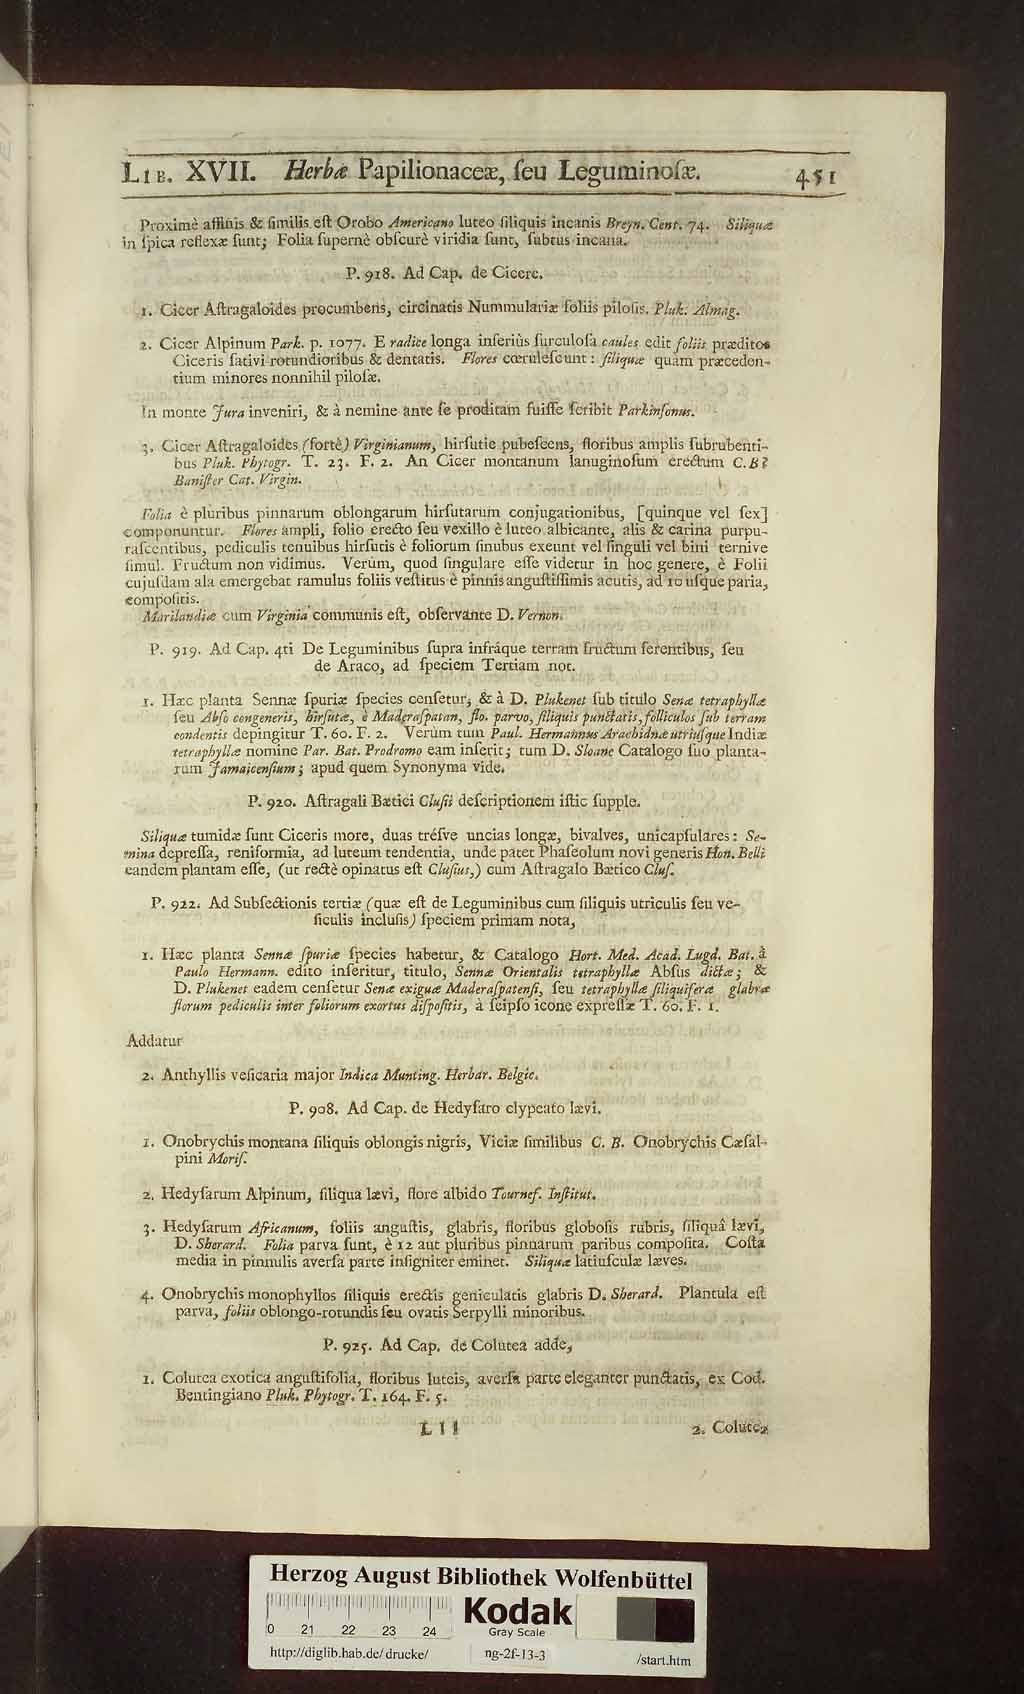 LIB. XVII. Herbæ Papilionaceæ, ſeu Leguminoſæ. 451
Proximè affinis & ſimilis eſt Orobo Americano luteo ſiliquis incanis Breyn. Cent. 74. Siliquæ
in ſpica reflexæ ſunt; Folia ſupernè obſcurè viridia ſunt, ſubtus incana.
P. 918. Ad Cap. de Cicere.
1. Cicer Aſtragaloides procumbens, circinatis Nummulariæ foliis piloſis. Pluk. Almag.
2. Cicer Alpinum Park. p. 1077. E radice longa inferiùs ſurculoſa caules edit foliis præditos
Ciceris ſativi rotundioribus & dentatis. Flores cœruleſcunt: ſiliquæ quàm præceden-
tium minores nonnihil piloſæ.
In monte Jura inveniri, & à nemine ante ſe proditam fuiſſe ſcribit Parkinſonus.
3. Cicer Aſtragaloides (fortè) Virginianum, hirſutie pubeſcens, floribus amplis ſubrubenti-
bus Pluk. Phytogr. T. 23. F. 2. An Cicer montanum lanuginoſum erectum C. B?
Baniſter Cat. Virgin.
Folia è pluribus pinnarum oblongarum hirſutarum conjugationibus, [quinque vel ſex]
componuntur. Flores ampli, folio erecto ſeu vexillo è luteo albicante, alis & carina purpu-
raſcentibus, pediculis tenuibus hirſutis è foliorum ſinubus exeunt vel ſinguli vel bini ternive
ſimul. Fructum non vidimus. Verùm, quod ſingulare eſſe videtur in hoc genere, è Folii
cujuſdam ala emergebat ramulus foliis veſtitus è pinnis anguſtiſſimis acutis, ad 10 uſque paria,
compoſitis.
Marilandiæ cum Virginia communis eſt, obſervante D. Vernon.
P. 919. Ad Cap. 4ti De Leguminibus ſupra infráque terram fructum ferentibus, ſeu
de Araco, ad ſpeciem Tertiam not.
1. Hæc planta Sennæ ſpuriæ ſpecies cenſetur, & à D. Plukenet ſub titulo Senæ tetraphyllæ
ſeu Abſo congeneris, hirſutæ, è Maderaſpatan, flo. parvo, ſiliquis punctatis, folliculos ſub terram
condentis depingitur T. 60. F. 2. Verùm tum Paul. Hermannus Arachidnæ utriuſque Indiæ
tetraphyllæ nomine Par. Bat. Prodromo eam inſerit; tum D. Sloane Catalogo ſuo planta-
rum Jamaicenſium; apud quem Synonyma vide.
P. 920. Aſtragali Bætici Cluſii deſcriptionem iſtic ſupple.
Siliquæ tumidæ ſunt Ciceris more, duas tréſve uncias longæ, bivalves, unicapſulares: Se-
mina depreſſa, reniformia, ad luteum tendentia, unde patet Phaſeolum novi generis Hon. Belli
eandem plantam eſſe, (ut rectè opinatus eſt Cluſius,) cum Aſtragalo Bætico Cluſ.
P. 922. Ad Subſectionis tertiæ (quæ eſt de Leguminibus cum ſiliquis utriculis ſeu ve-
ſiculis incluſis) ſpeciem primam nota,
1. Hæc planta Sennæ ſpuriæ ſpecies habetur, & Catalogo Hort. Med. Acad. Lugd. Bat. à
Paulo Hermann. edito inſeritur, titulo, Sennæ Orientalis tetraphyllæ Abſus dictæ; &
D. Plukenet eadem cenſetur Senæ exiguæ Maderaſpatenſi, ſeu tetraphyllæ ſiliquiferæ glabræ
florum pediculis inter foliorum exortus diſpoſitis, à ſeipſo icone expreſſæ T. 60. F. 1.
Addatur
2. Anthyllis veſicaria major Indica Munting. Herbar. Belgic.
P. 908. Ad Cap. de Hedyſaro clypeato lævi.
1. Onobrychis montana ſiliquis oblongis nigris, Viciæ ſimilibus C. B. Onobrychis Cæſal-
pini Moriſ.
2. Hedyſarum Alpinum, ſiliqua lævi, flore albido Tournef. Inſtitut.
3. Hedyſarum Africanum, foliis anguſtis, glabris, floribus globoſis rubris, ſiliquâ lævi,
D. Sherard. Folia parva ſunt, è 12 aut pluribus pinnarum paribus compoſita. Coſta
media in pinnulis averſa parte inſigniter eminet. Siliquæ latiuſculæ læves.
4. Onobrychis monophyllos ſiliquis erectis geniculatis glabris D. Sherard. Plantula eſt
parva, foliis oblongo-rotundis ſeu ovatis Serpylli minoribus.
P. 925. Ad Cap. de Colutea adde,
1. Colutea exotica anguſtifolia, floribus luteis, averſa parte eleganter punctatis, ex Cod.
Bentingiano Pluk. Phytogr. T. 164. F. 5.
L l l 2. Colutea
Herzog August Bibliothek Wolfenbüttel
Kodak
Gray Scale
0 21 22 23 24
http://diglib.hab.de/drucke/ ng-2f-13-3 /start.htm